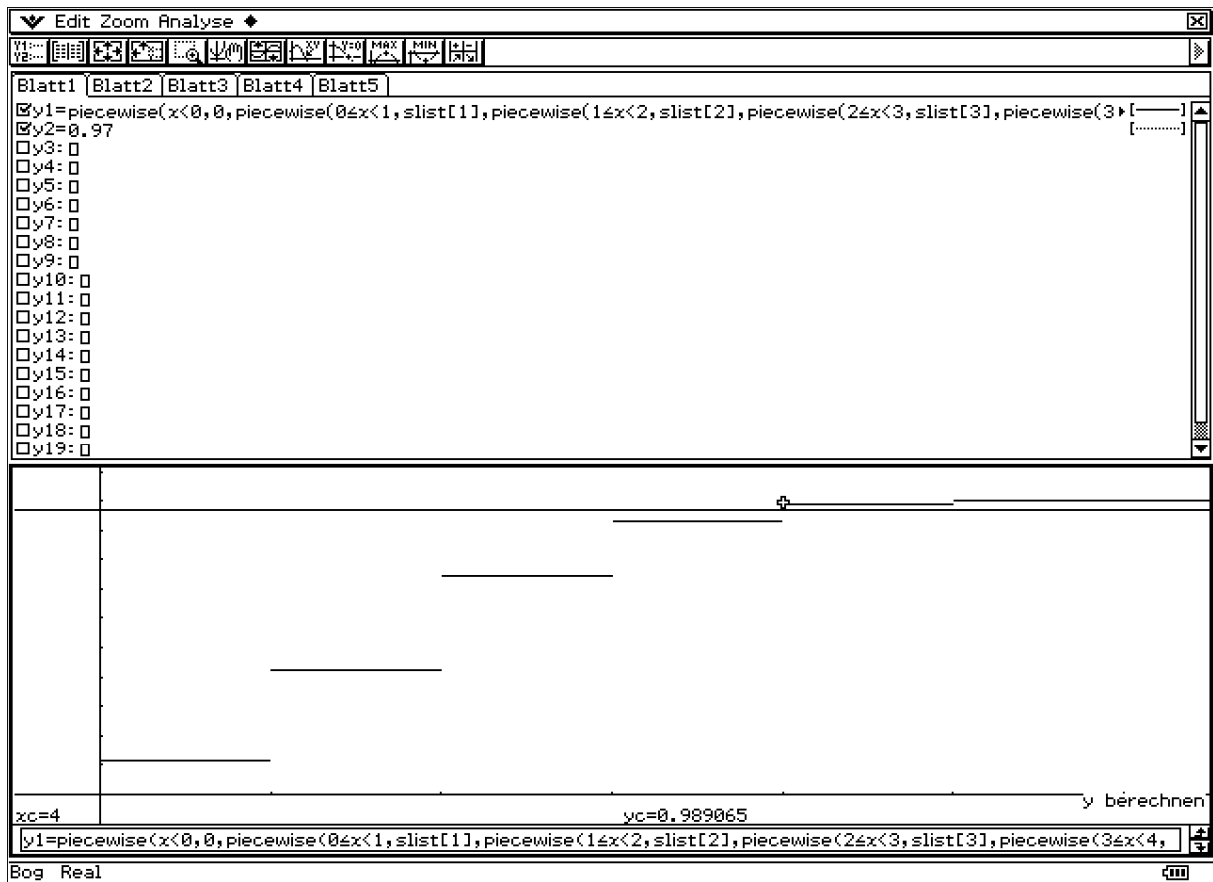 Edit Zoom Analyse
Blatt1 Blatt2 Blatt3 Blatt4 Blatt5
y1=piecewise(x<0,0,piecewise(0≤x<1,slist[1],piecewise(1≤x<2,slist[2],piecewise(2≤x<3,slist[3],piecewise(3
y2=0.97
y3:
y4:
y5:
y6:
y7:
y8:
y9:
y10:
y11:
y12:
y13:
y14:
y15:
y16:
y17:
y18:
y19:
y berechnen
xc=4 yc=0.989065
y1=piecewise(x<0,0,piecewise(0≤x<1,slist[1],piecewise(1≤x<2,slist[2],piecewise(2≤x<3,slist[3],piecewise(3≤x<4,
Bog Real